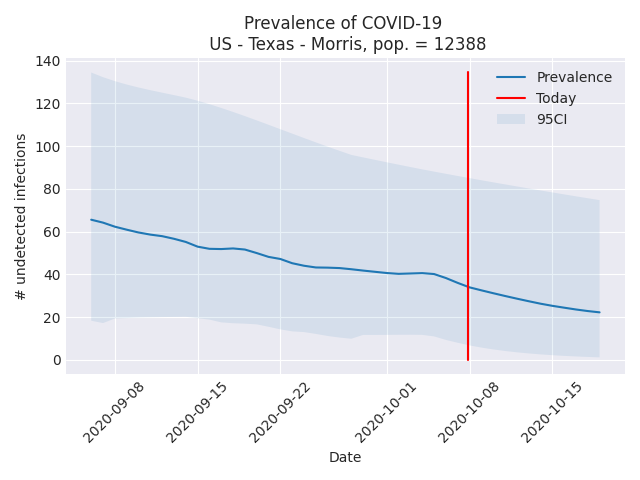 Prevalence of COVID-19
US - Texas - Morris, pop. = 12388
140
120
100
80
60
40
20
0
# undetected infections
Prevalence
Today
95CI
2020-09-08
2020-09-15
2020-09-22
2020-10-01
2020-10-08
2020-10-15
Date